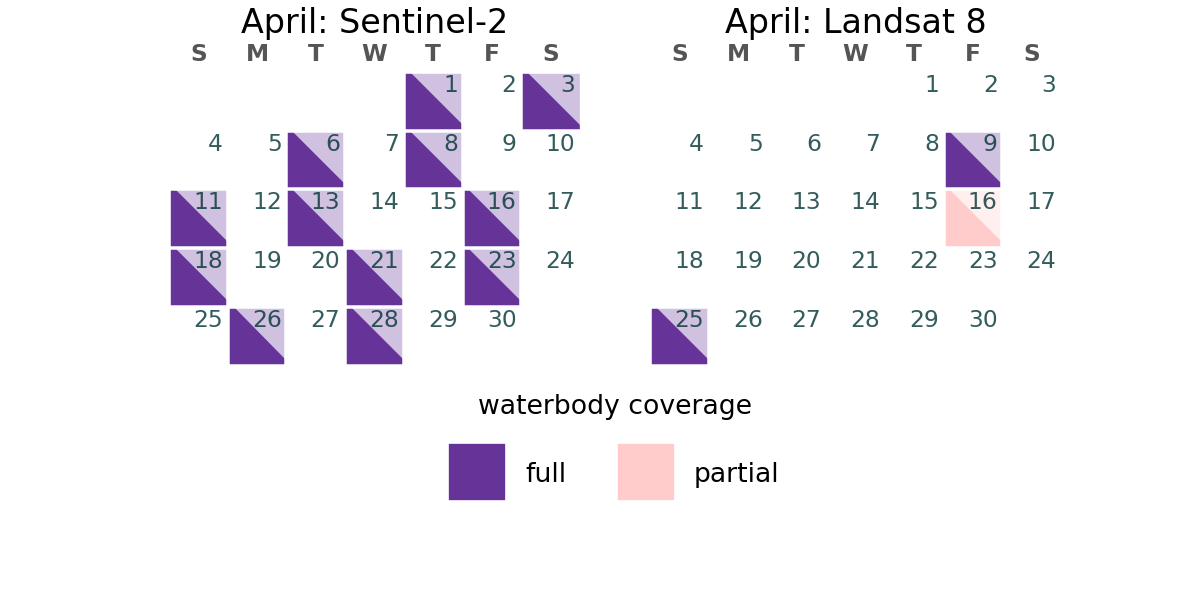 April: Sentinel-2
S M T W T F S
1 2 3
4 5 6 7 8 9 10
11 12 13 14 15 16 17
18 19 20 21 22 23 24
25 26 27 28 29 30
April: Landsat 8
S M T W T F S
1 2 3
4 5 6 7 8 9 10
11 12 13 14 15 16 17
18 19 20 21 22 23 24
25 26 27 28 29 30
waterbody coverage
full partial